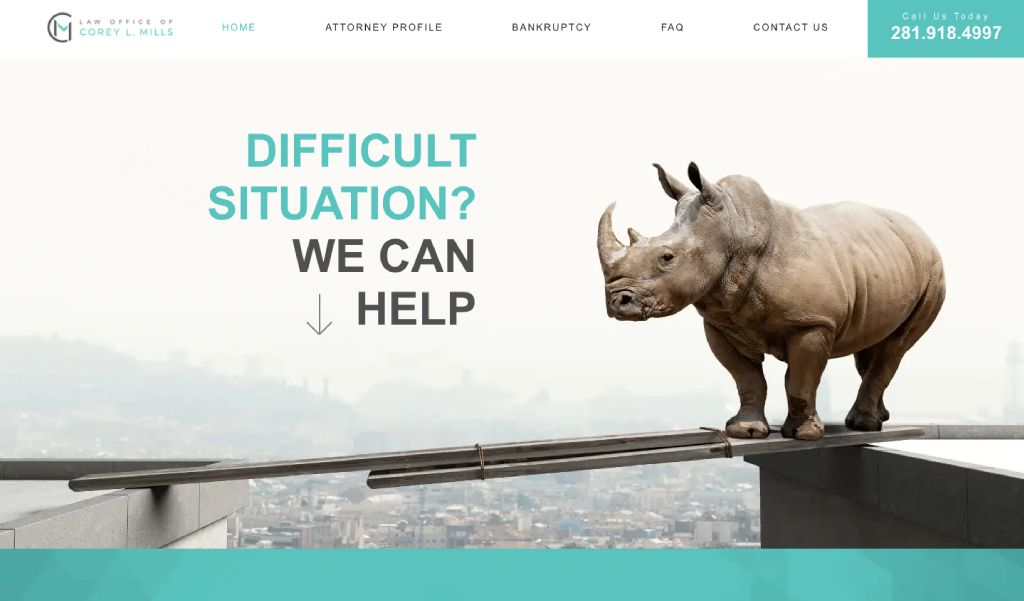 LAW OFFICE OF
COREY L. MILLS
HOME
ATTORNEY PROFILE
BANKRUPTCY
FAQ
CONTACT US
Call Us Today
281.918.4997
DIFFICULT
SITUATION?
WE CAN
HELP